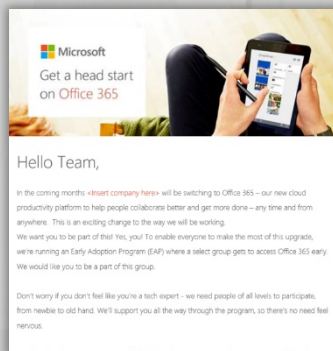 Microsoft
Get a head start
on Office 365
Hello Team,
In the coming months <Insert company here> will be switching to Office 365 – our new cloud
productivity platform to help people collaborate better and get more done – any time and from
anywhere. This is an exciting change to the way we will be working.
We want you to be part of this! Yes, you! To enable everyone to make the most of this upgrade,
we're running an Early Adoption Program (EAP) where a select group gets to access Office 365 early.
We would like you to be a part of this group.
Don't worry if you don't feel like you're a tech expert - we need people of all levels to participate,
from newbie to old hand. We'll support you all the way through the program, so there's no need feel
nervous.